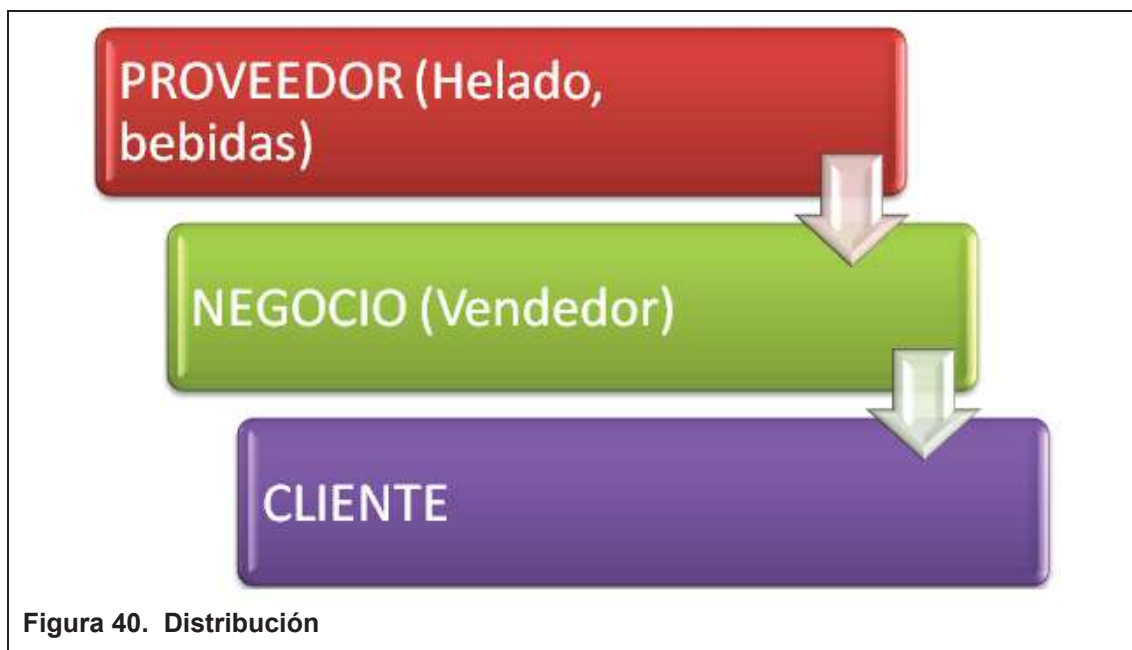 PROVEEDOR (Helado,
bebidas)
NEGOCIO (Vendedor)
CLIENTE
Figura 40. Distribución